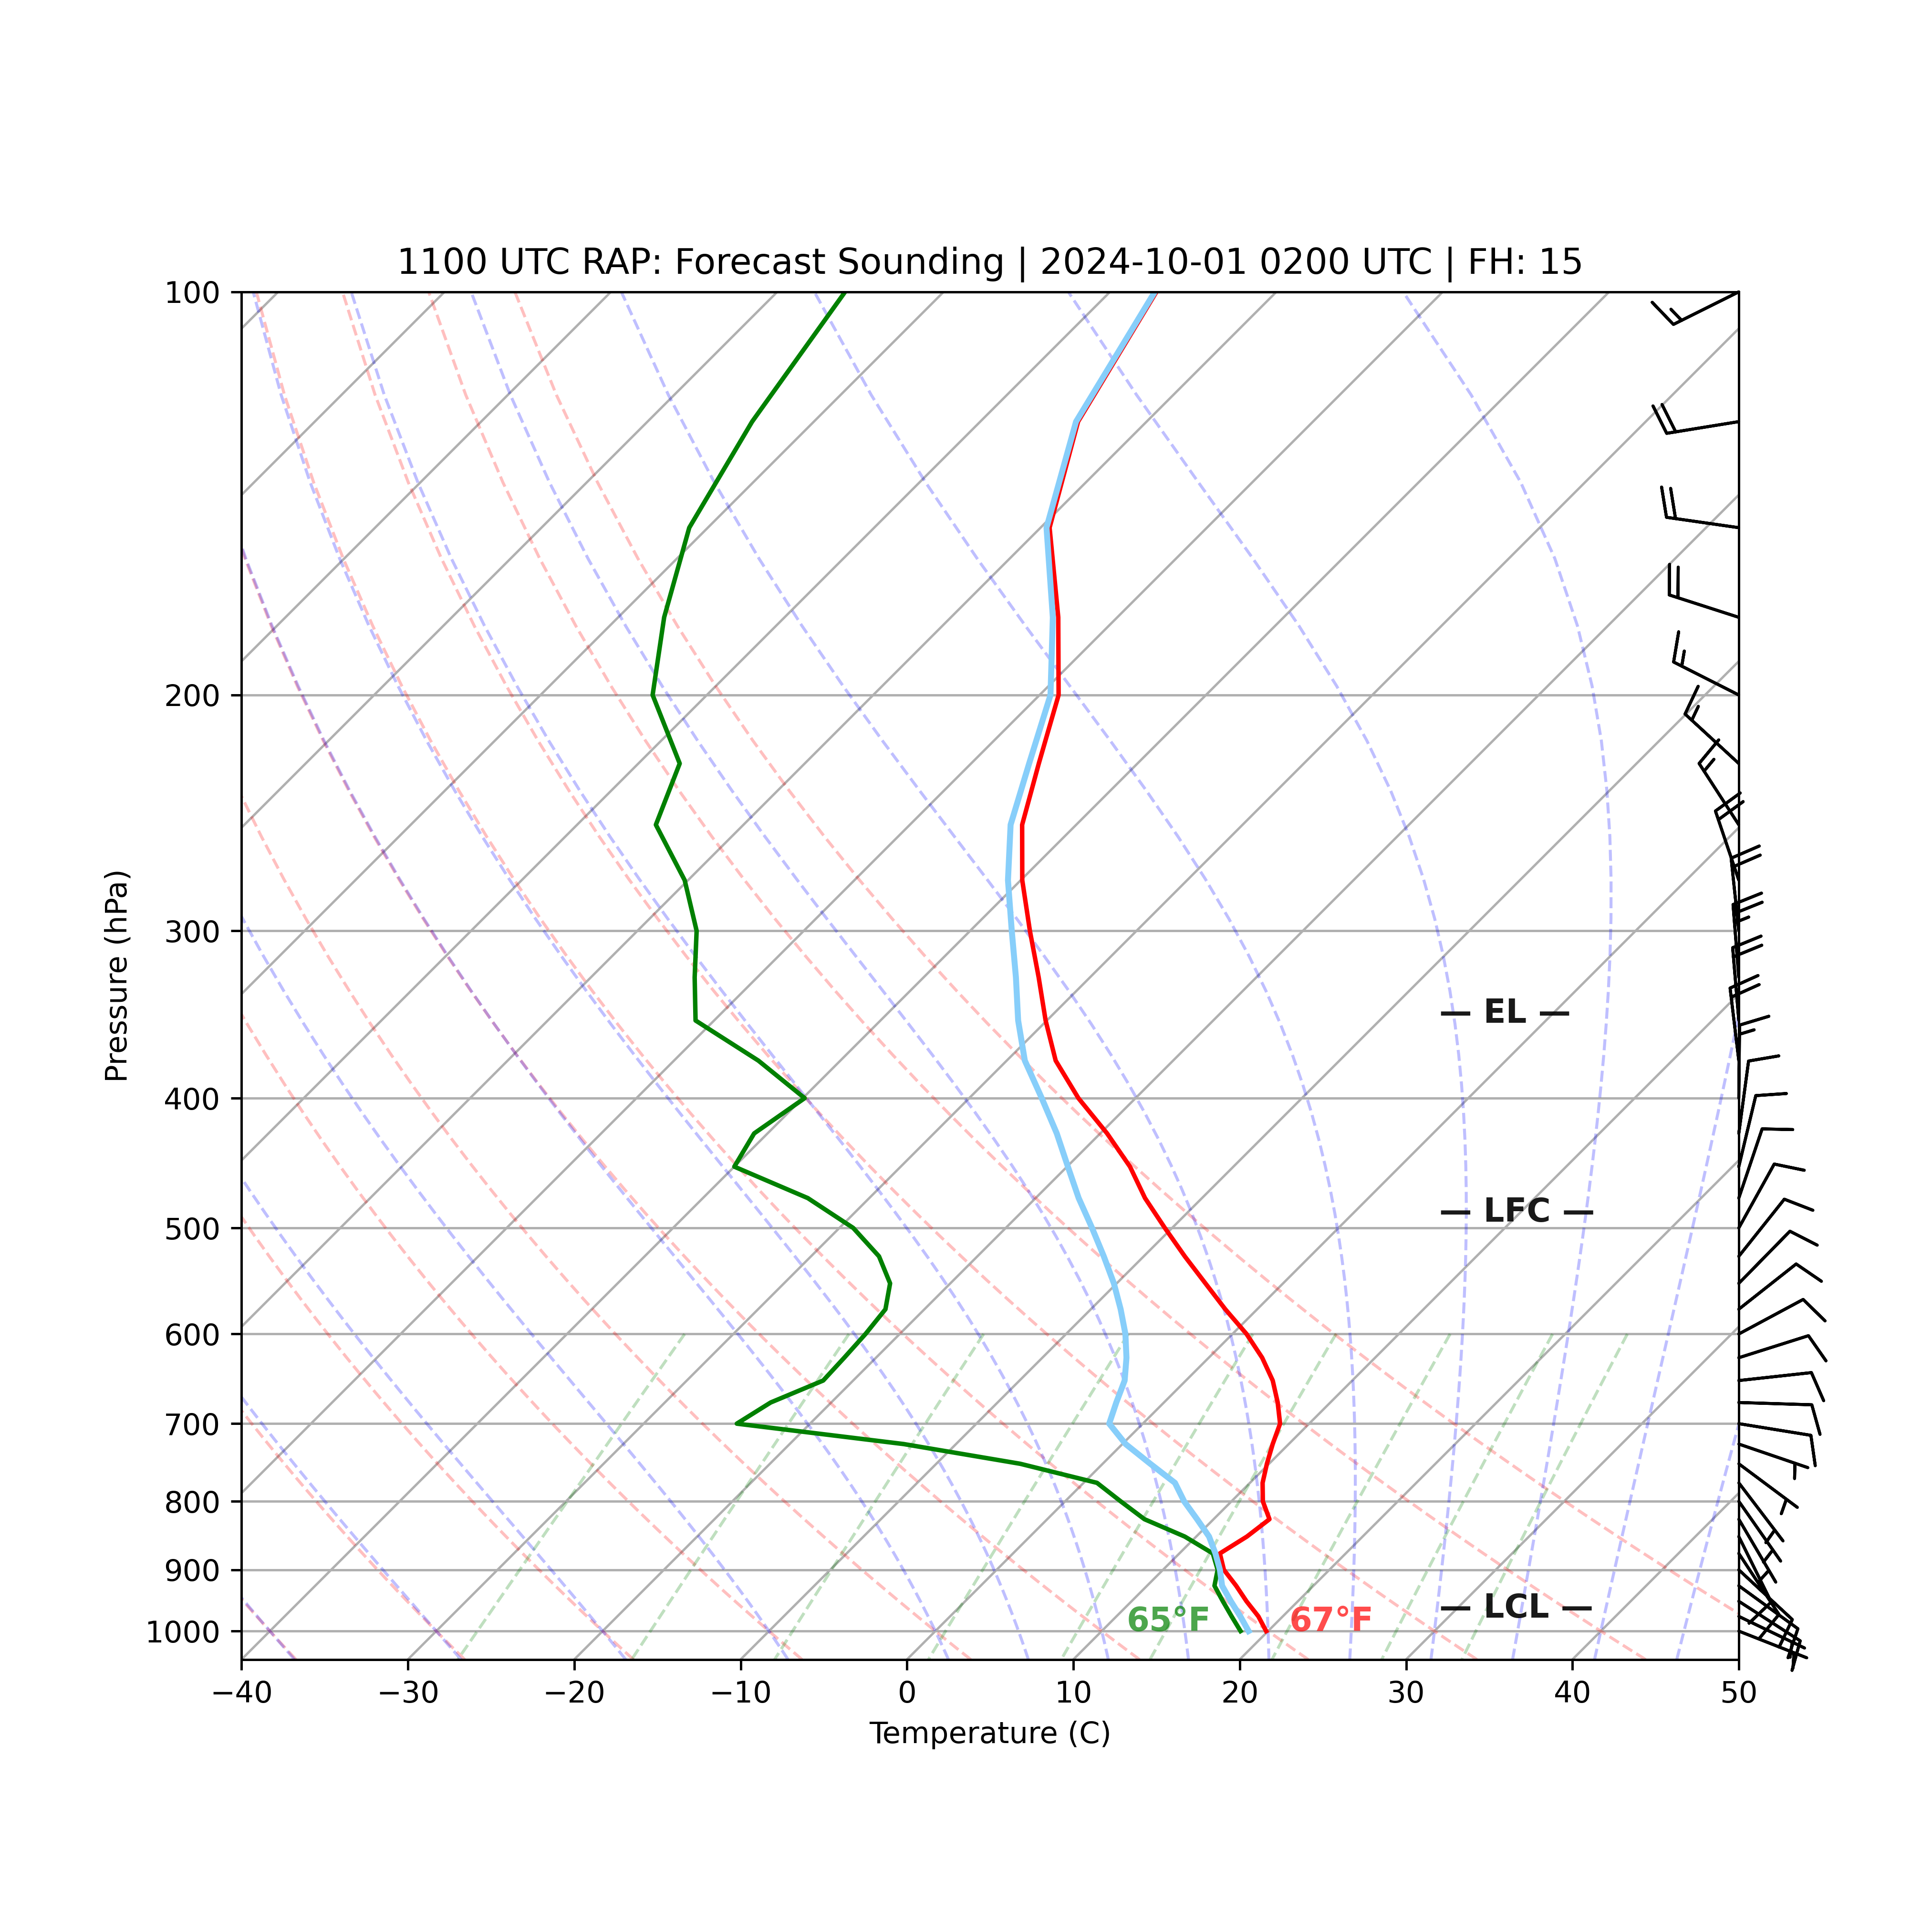 1100 UTC RAP: Forecast Sounding | 2024-10-01 0200 UTC | FH: 15
100
200
300
— EL —
Pressure (hPa)
400
— LFC —
500
600
700
800
900
— LCL —
65°F 67°F
1000
−40 −30 −20 −10 0 10 20 30 40 50
Temperature (C)